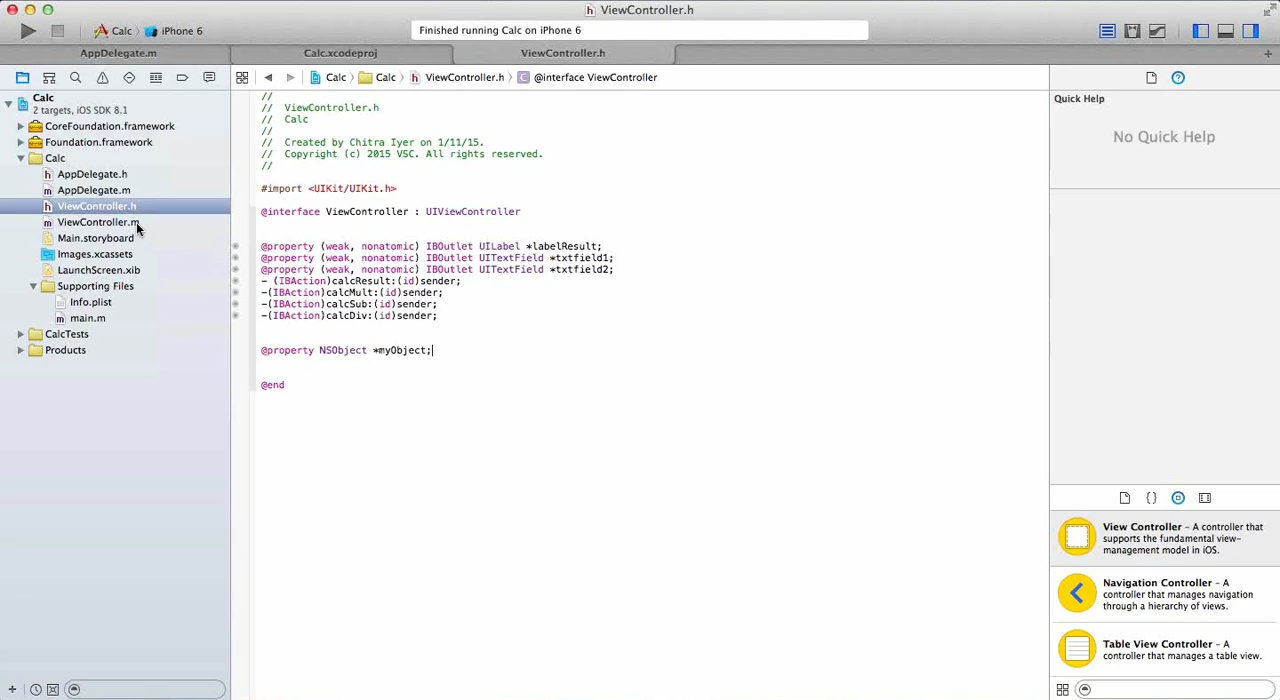 ViewController.h
Calc
iPhone 6
Finished running Calc on iPhone 6
AppDelegate.m
Calc.xcodeproj
ViewController.h
Calc
Calc
ViewController.h
@interface ViewController
Calc
2 targets, iOS SDK 8.1
CoreFoundation.framework
Foundation.framework
Calc
AppDelegate.h
AppDelegate.m
ViewController.h
ViewController.m
Main.storyboard
Images.xcassets
LaunchScreen.xib
Supporting Files
Info.plist
main.m
CalcTests
Products
//
//  ViewController.h
//  Calc
//
//  Created by Chitra Iyer on 1/11/15.
//  Copyright (c) 2015 VSC. All rights reserved.
//
#import <UIKit/UIKit.h>
@interface ViewController : UIViewController
@property (weak, nonatomic) IBOutlet UILabel *labelResult;
@property (weak, nonatomic) IBOutlet UITextField *txtfield1;
@property (weak, nonatomic) IBOutlet UITextField *txtfield2;
- (IBAction)calcResult:(id)sender;
-(IBAction)calcMult:(id)sender;
-(IBAction)calcSub:(id)sender;
-(IBAction)calcDiv:(id)sender;
@property NSObject *myObject;
@end
Quick Help
No Quick Help
View Controller – A controller that
supports the fundamental view-
management model in iOS.
Navigation Controller – A
controller that manages navigation
through a hierarchy of views.
Table View Controller – A
controller that manages a table view.